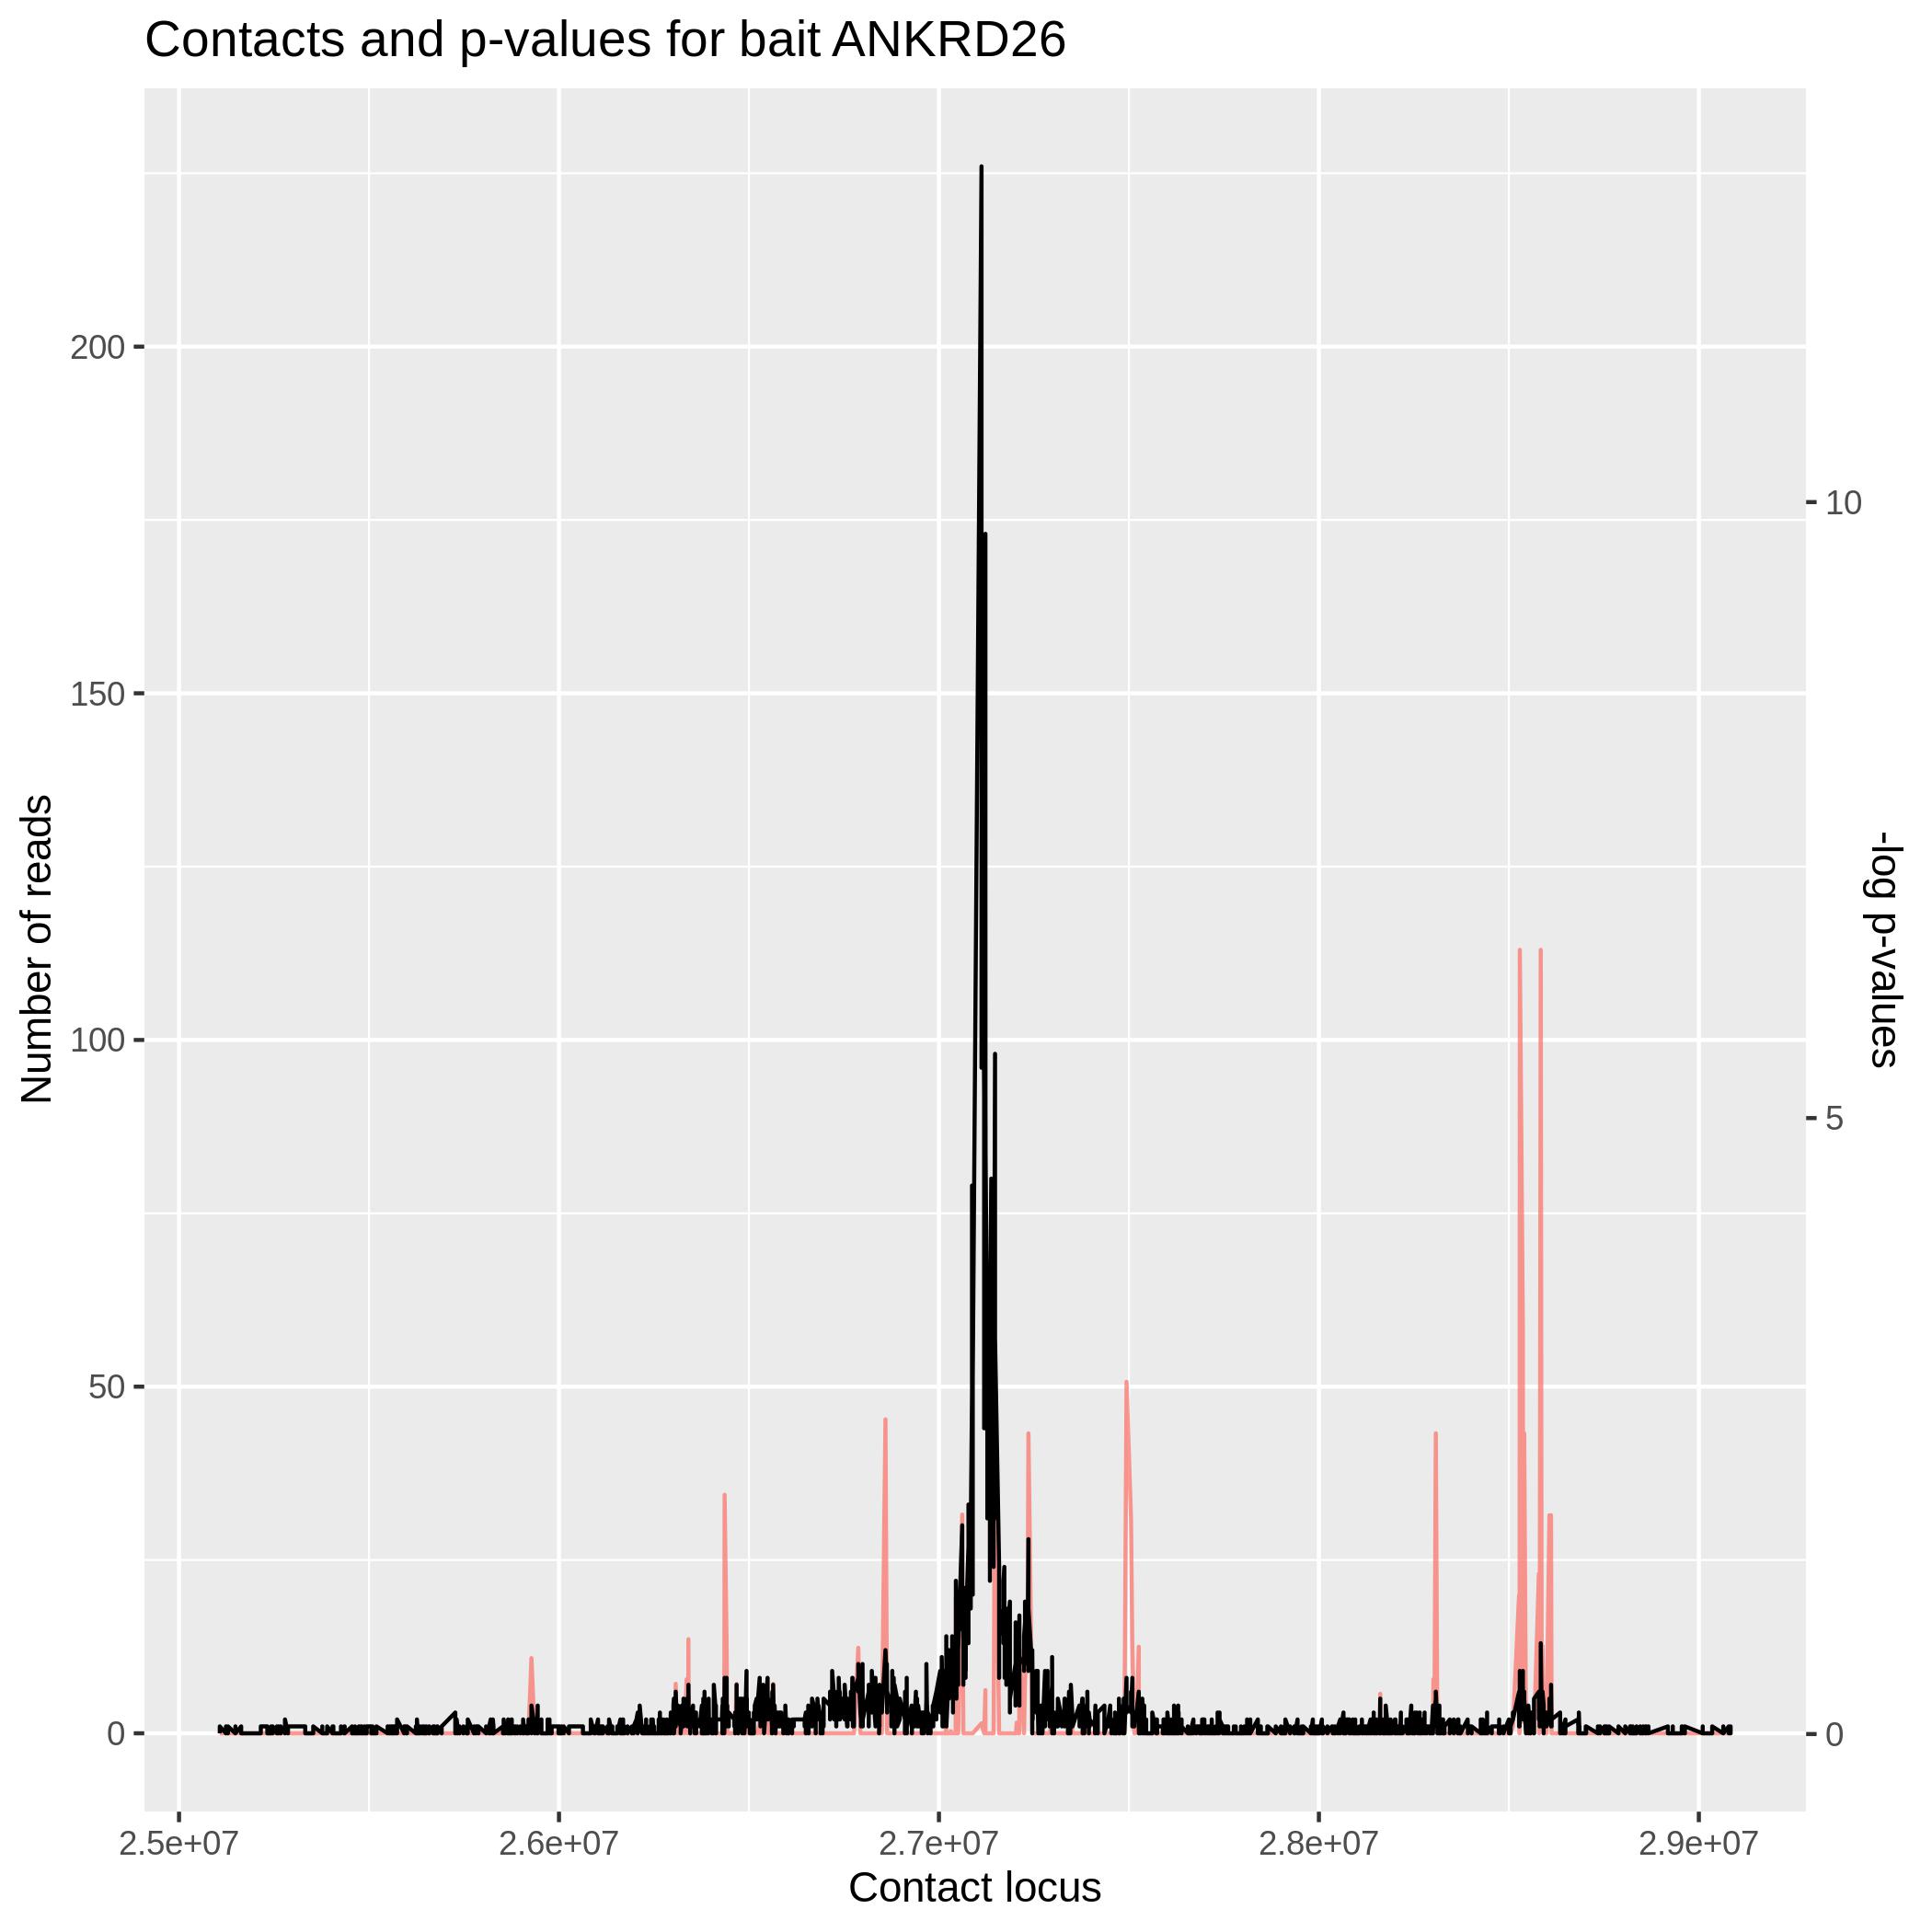 Contacts and p-values for bait ANKRD26
Number of reads
200
150
100
50
0
10
5
0
-log p-values
2.5e+07 2.6e+07 2.7e+07 2.8e+07 2.9e+07
Contact locus